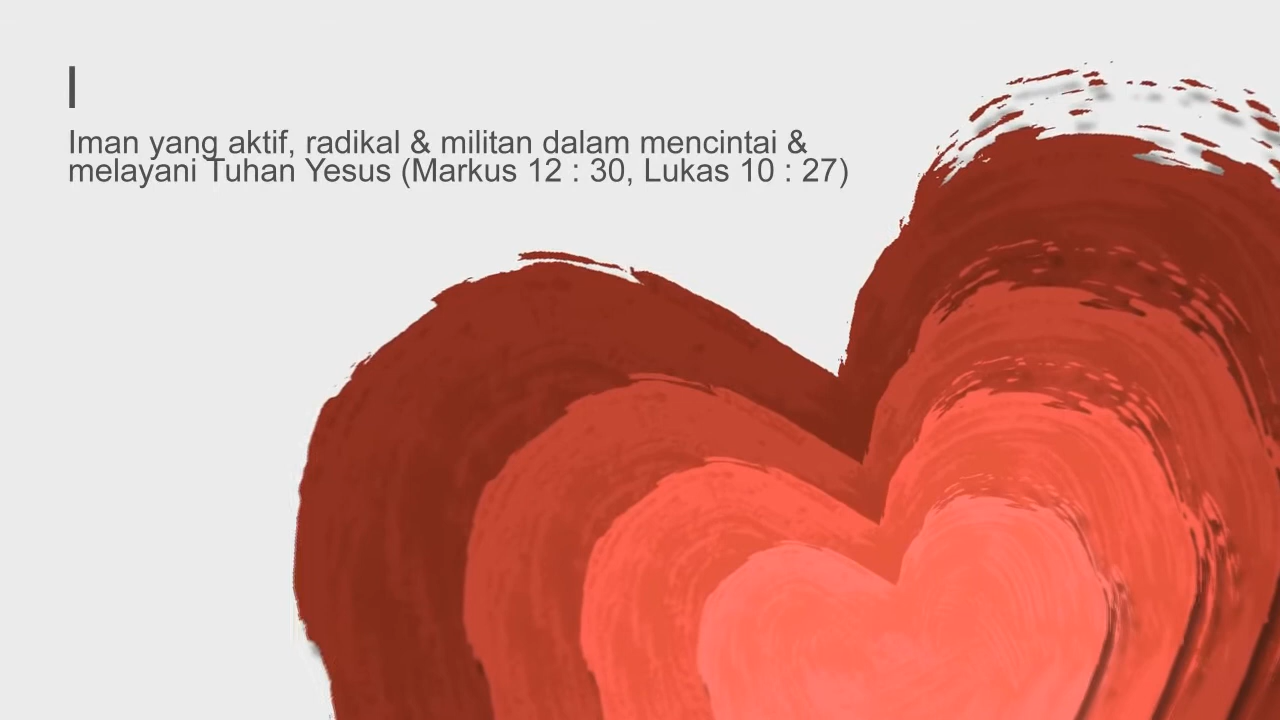 I
Iman yang aktif, radikal & militan dalam mencintai &
melayani Tuhan Yesus (Markus 12 : 30, Lukas 10 : 27)